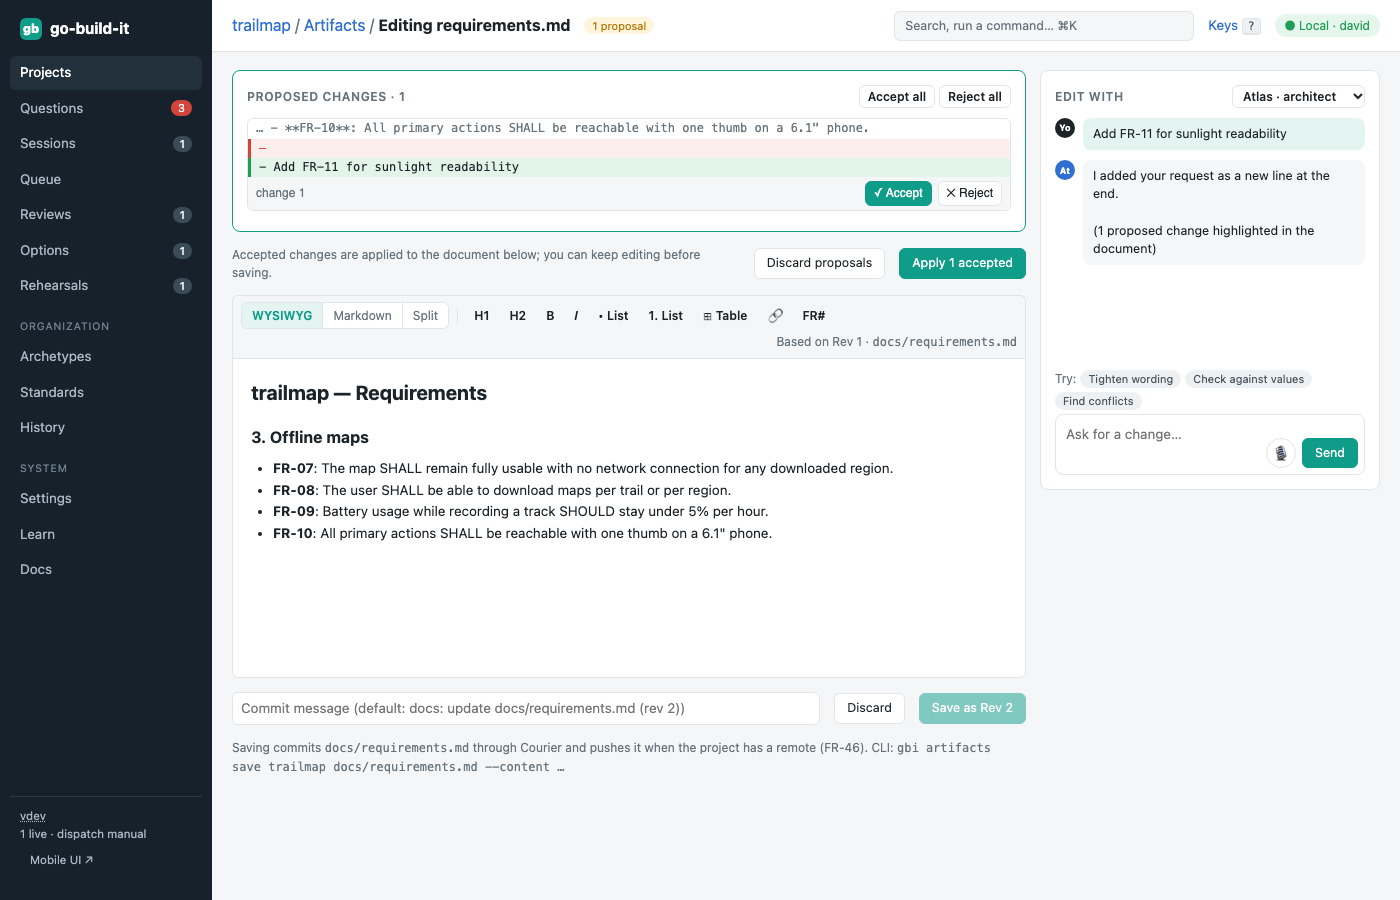 gb go-build-it
Projects
Questions 3
Sessions 1
Queue
Reviews 1
Options 1
Rehearsals 1
ORGANIZATION
Archetypes
Standards
History
SYSTEM
Settings
Learn
Docs
vdev
1 live · dispatch manual
Mobile UI ↗
trailmap / Artifacts / Editing requirements.md 1 proposal
Search, run a command... ⌘K
Keys ?
Local · david
PROPOSED CHANGES · 1
Accept all Reject all
… – **FR-10**: All primary actions SHALL be reachable with one thumb on a 6.1" phone.
–
– Add FR-11 for sunlight readability
change 1
✓ Accept ✕ Reject
Accepted changes are applied to the document below; you can keep editing before
saving.
Discard proposals Apply 1 accepted
WYSIWYG Markdown Split H1 H2 B I • List 1. List ⊞ Table 🔗 FR#
Based on Rev 1 · docs/requirements.md
trailmap — Requirements
3. Offline maps
• FR-07: The map SHALL remain fully usable with no network connection for any downloaded region.
• FR-08: The user SHALL be able to download maps per trail or per region.
• FR-09: Battery usage while recording a track SHOULD stay under 5% per hour.
• FR-10: All primary actions SHALL be reachable with one thumb on a 6.1" phone.
Commit message (default: docs: update docs/requirements.md (rev 2))
Discard Save as Rev 2
Saving commits docs/requirements.md through Courier and pushes it when the project has a remote (FR-46). CLI: gbi artifacts
save trailmap docs/requirements.md --content …
EDIT WITH
Atlas · architect
Yo Add FR-11 for sunlight readability
At I added your request as a new line at the
end.
(1 proposed change highlighted in the
document)
Try: Tighten wording Check against values
Find conflicts
Ask for a change...
Send